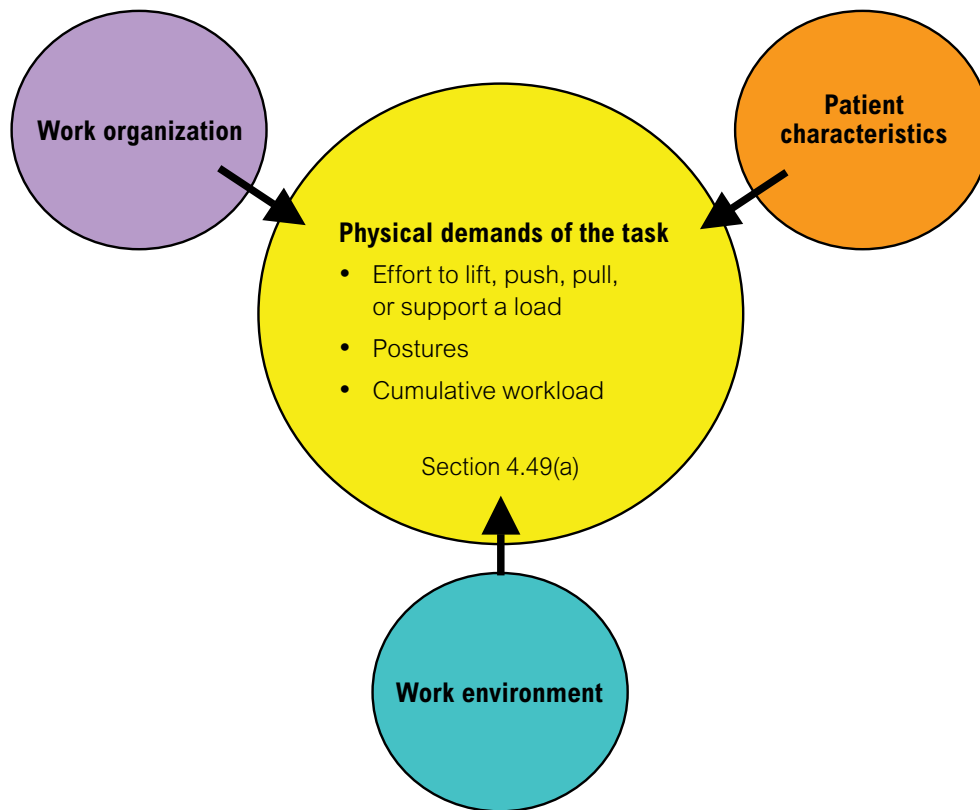 Work organization
Patient
characteristics
Physical demands of the task
• Effort to lift, push, pull,
or support a load
• Postures
• Cumulative workload
Section 4.49(a)
Work environment